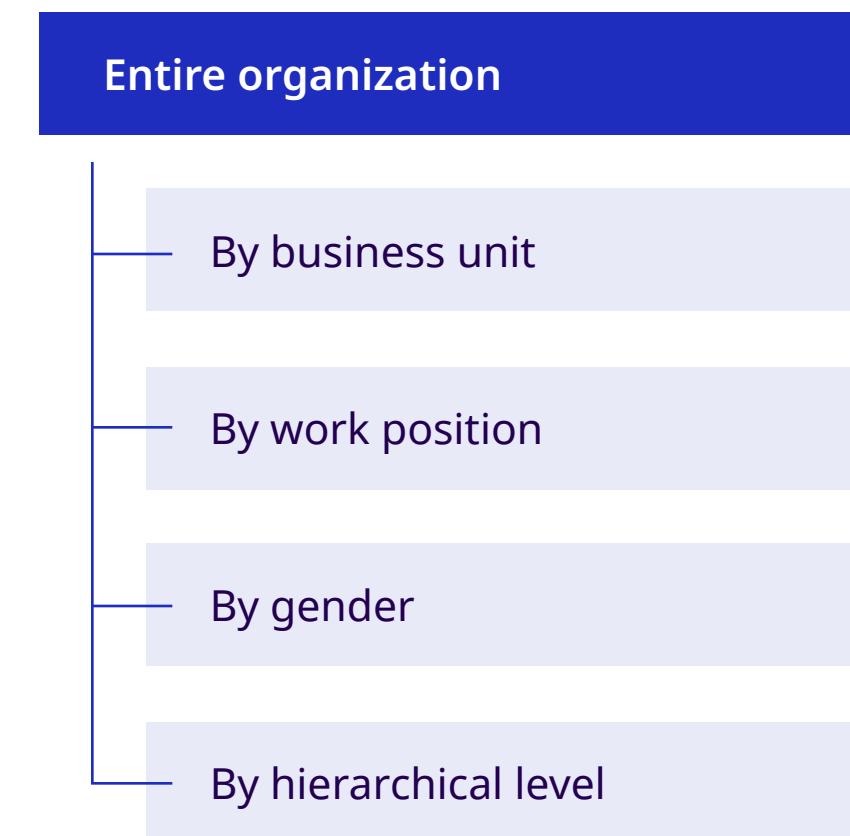 Entire organization
By business unit
By work position
By gender
By hierarchical level